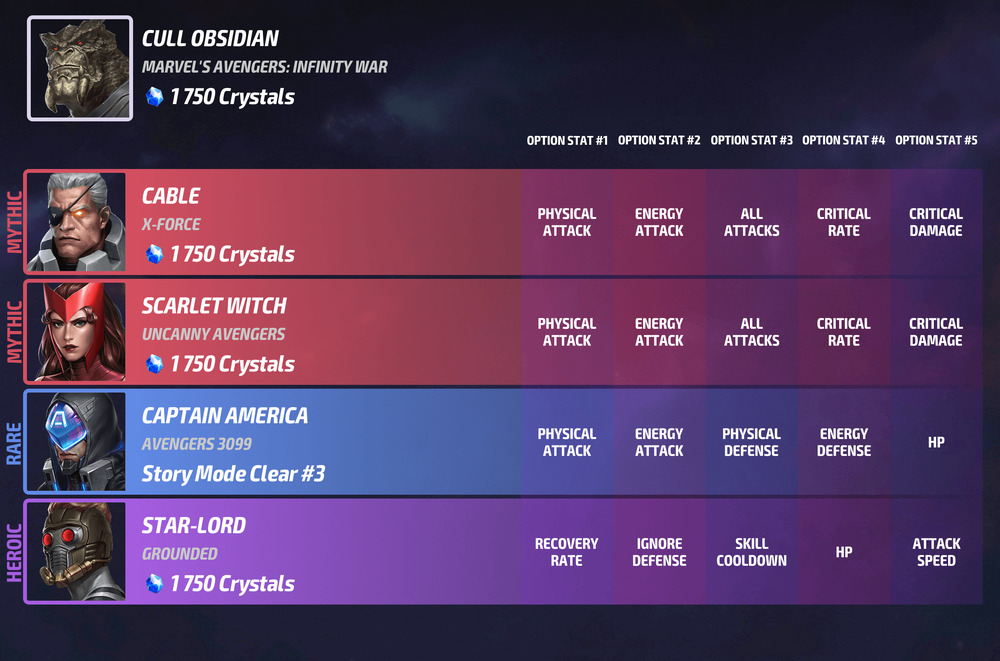 CULL OBSIDIAN
MARVEL'S AVENGERS: INFINITY WAR
1 750 Crystals
OPTION STAT #1 OPTION STAT #2 OPTION STAT #3 OPTION STAT #4 OPTION STAT #5
MYTHIC
CABLE
X-FORCE
1 750 Crystals
PHYSICAL ATTACK
ENERGY ATTACK
ALL ATTACKS
CRITICAL RATE
CRITICAL DAMAGE
MYTHIC
SCARLET WITCH
UNCANNY AVENGERS
1 750 Crystals
PHYSICAL ATTACK
ENERGY ATTACK
ALL ATTACKS
CRITICAL RATE
CRITICAL DAMAGE
RARE
CAPTAIN AMERICA
AVENGERS 3099
Story Mode Clear #3
PHYSICAL ATTACK
ENERGY ATTACK
PHYSICAL DEFENSE
ENERGY DEFENSE
HP
HEROIC
STAR-LORD
GROUNDED
1 750 Crystals
RECOVERY RATE
IGNORE DEFENSE
SKILL COOLDOWN
HP
ATTACK SPEED